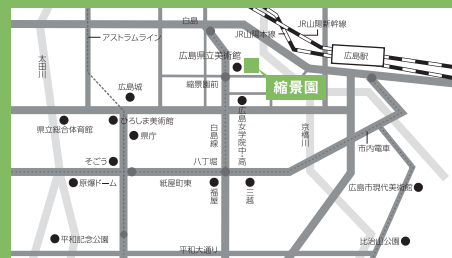 白島
JR山陽新幹線
JR山陽本線
アストラムライン
広島駅
太田川
広島県立美術館
縮景園前
縮景園
広島城
ひろしま美術館
県立総合体育館
県庁
白島線
広島女学院中・高
京橋川
市内電車
そごう
八丁堀
原爆ドーム
紙屋町東
福屋
三越
広島市現代美術館
平和記念公園
平和大通り
比治山公園